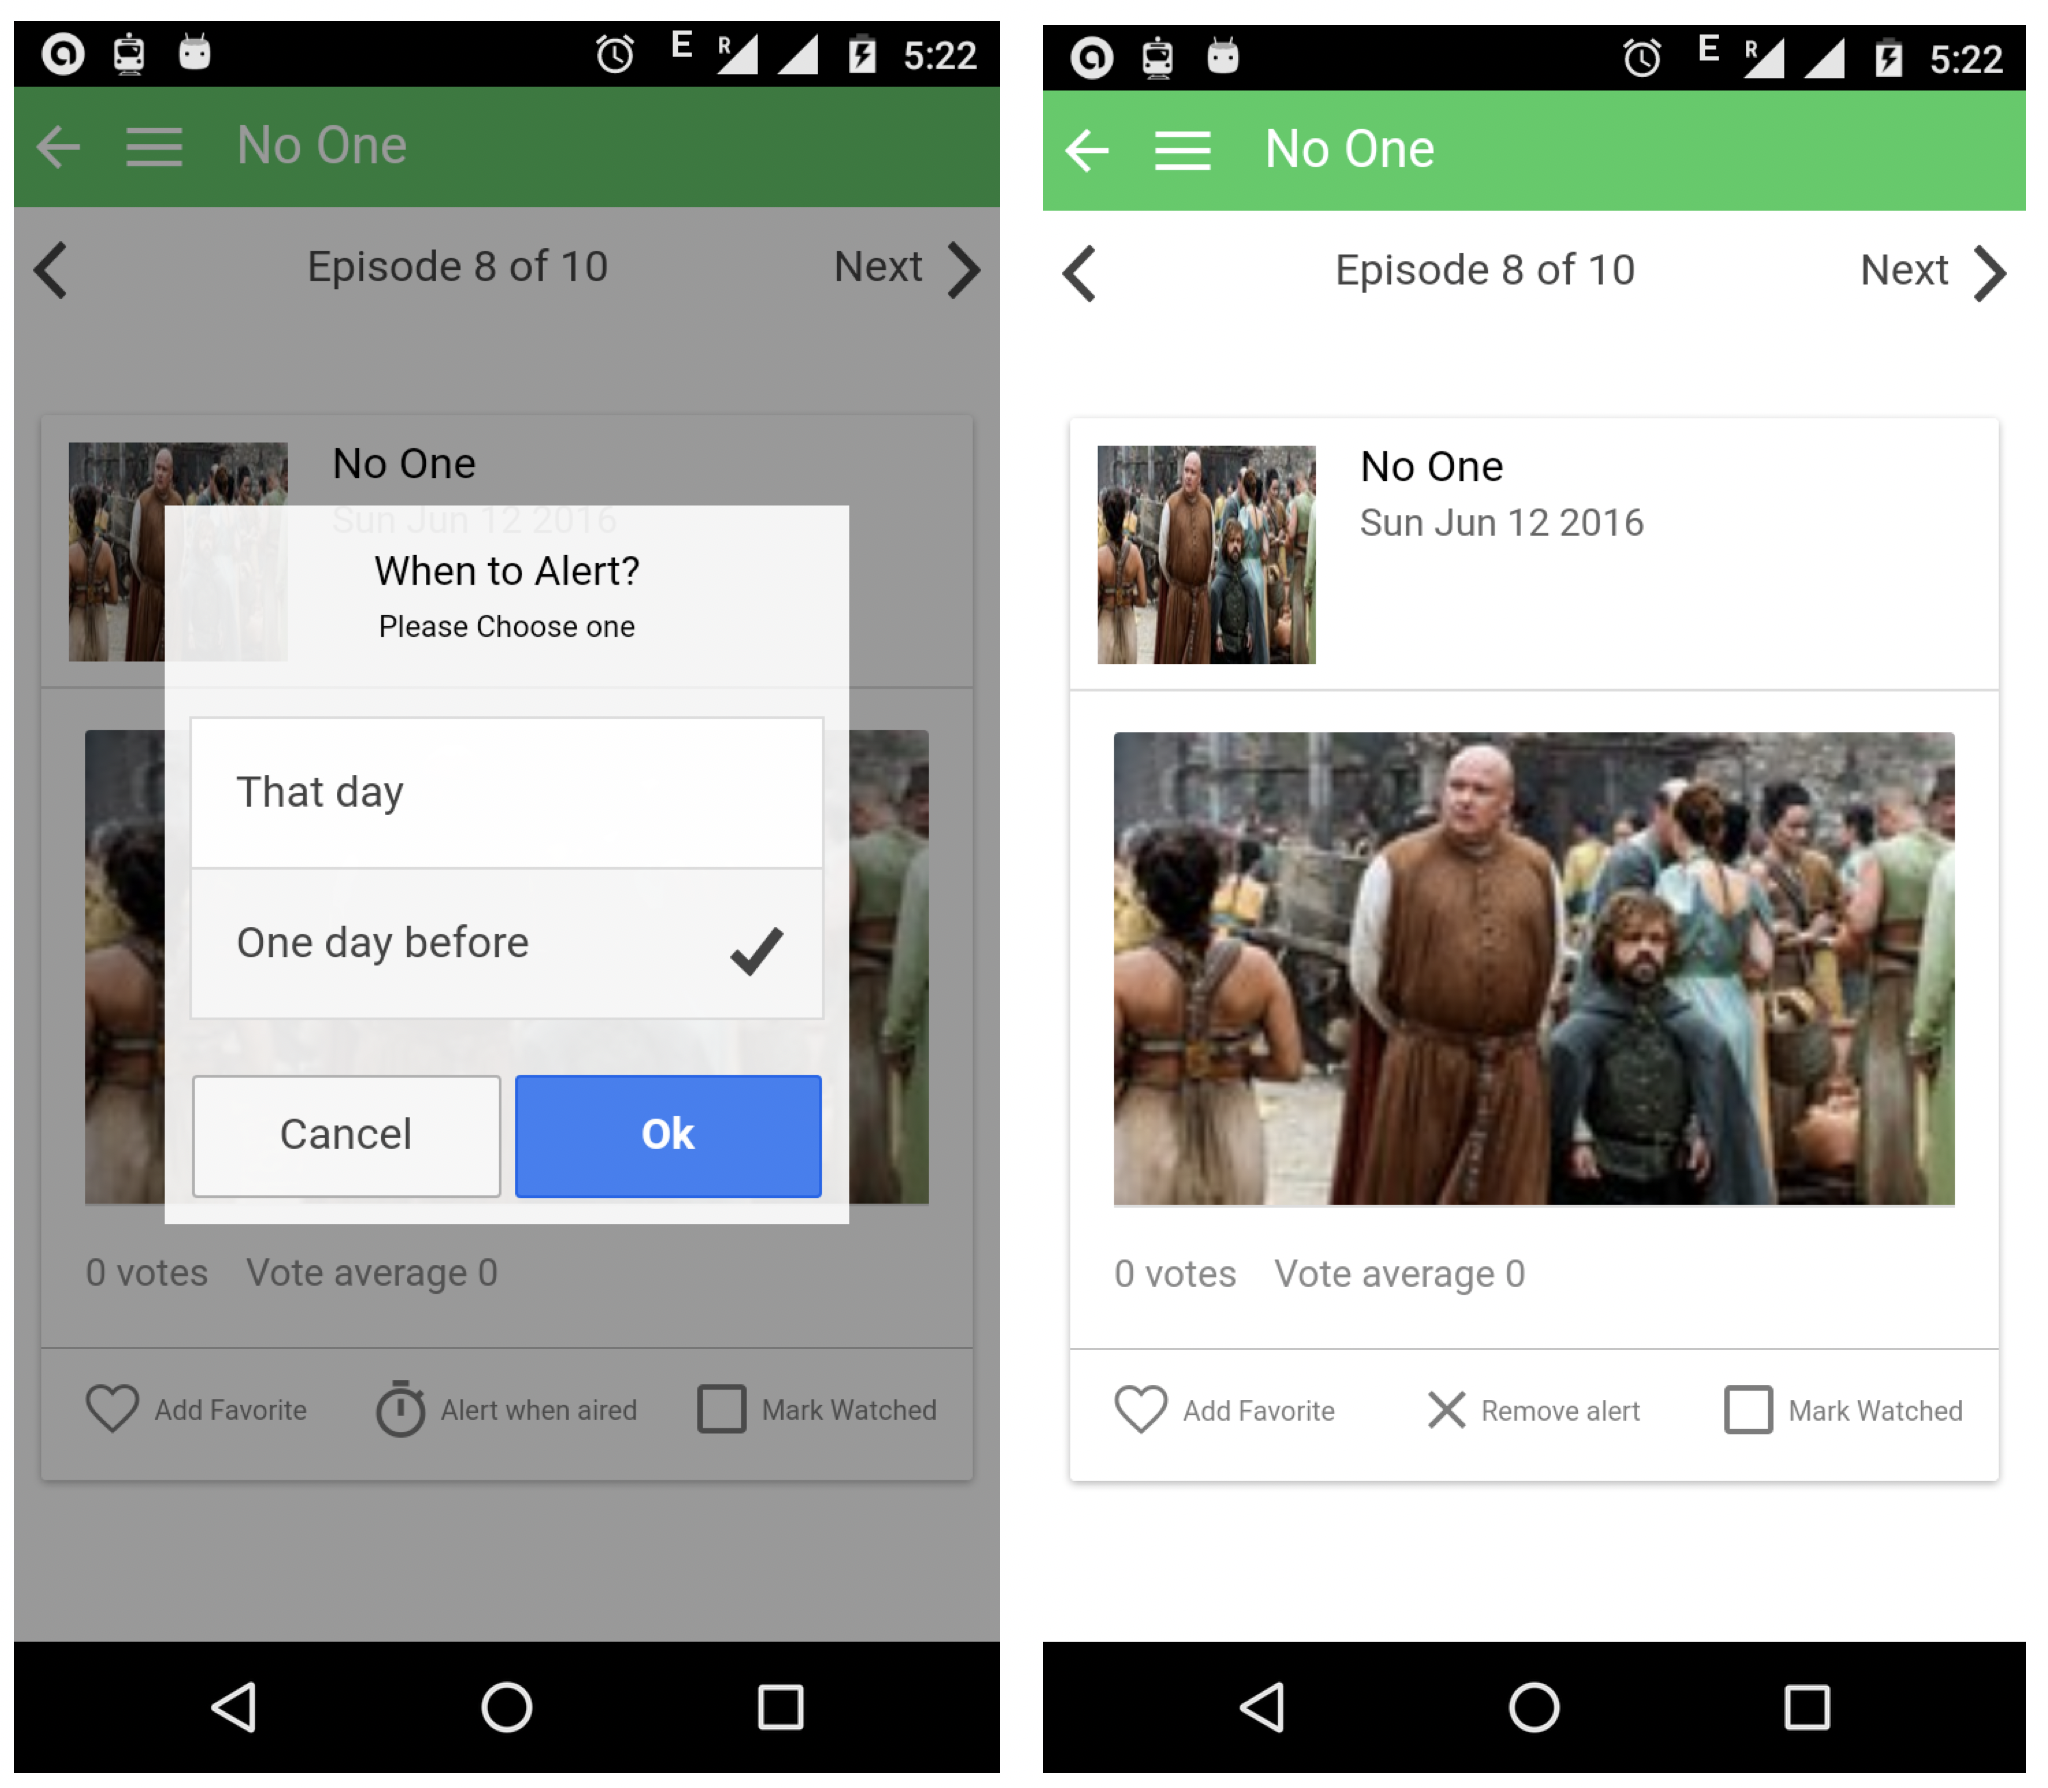 E R 5:22
No One
Episode 8 of 10 Next
No One
Sun Jun 12 2016
When to Alert?
Please Choose one
That day
One day before
Cancel Ok
0 votes Vote average 0
Add Favorite Alert when aired Mark Watched
E R 5:22
No One
Episode 8 of 10 Next
No One
Sun Jun 12 2016
0 votes Vote average 0
Add Favorite Remove alert Mark Watched